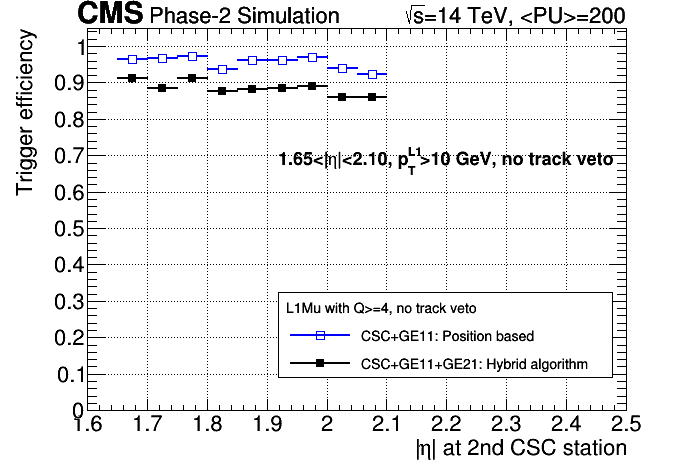 CMS Phase-2 Simulation √s=14 TeV, <PU>=200
Trigger efficiency
1
0.9
0.8
0.7
0.6
0.5
0.4
0.3
0.2
0.1
0
1.65<|η|<2.10, p_T^L1>10 GeV, no track veto
L1Mu with Q>=4, no track veto
CSC+GE11: Position based
CSC+GE11+GE21: Hybrid algorithm
1.6 1.7 1.8 1.9 2 2.1 2.2 2.3 2.4 2.5
|η| at 2nd CSC station